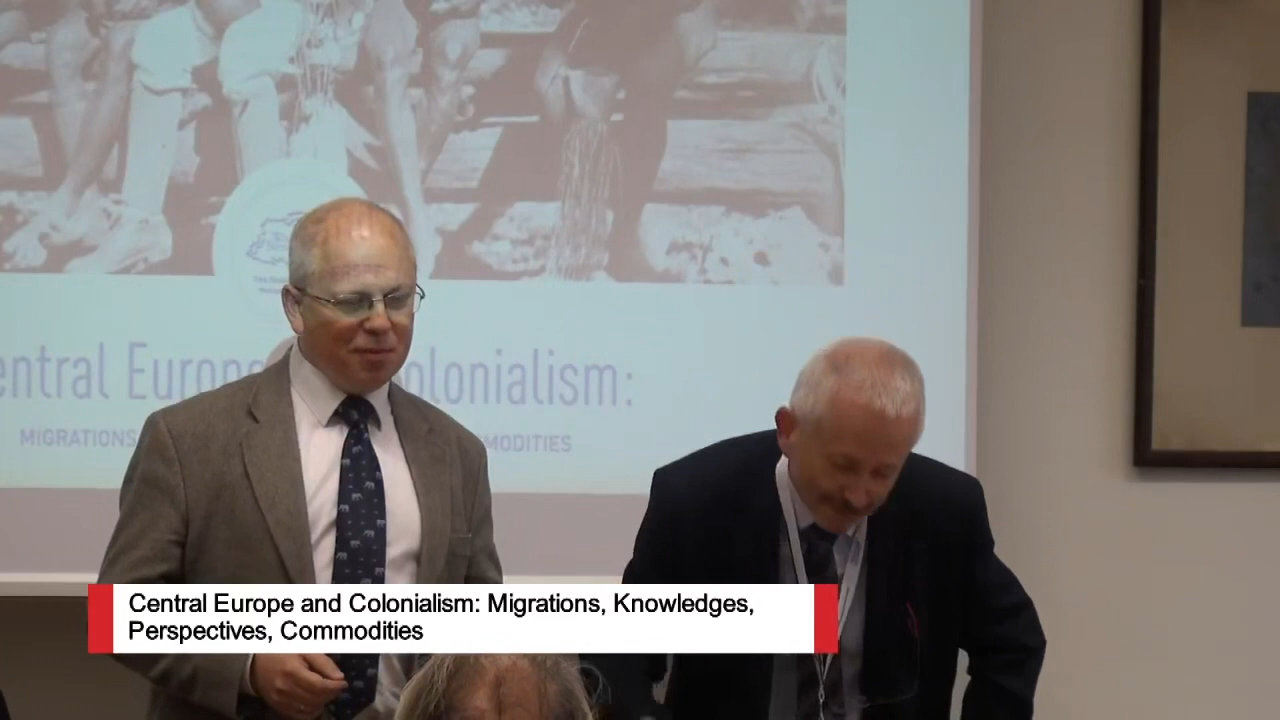 entral Europe olonialism:
MIGRATIONS MODITIES
Central Europe and Colonialism: Migrations, Knowledges,
Perspectives, Commodities